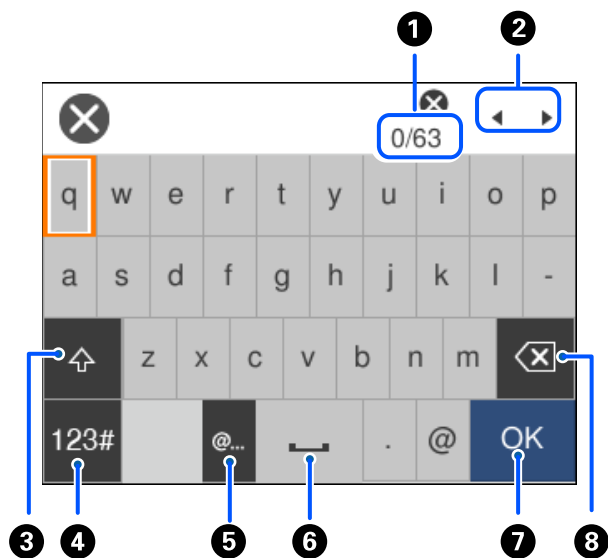 1 2
0/63
q w e r t y u i o p
a s d f g h j k l -
z x c v b n m
123# @... . @ OK
3 4 5 6 7 8